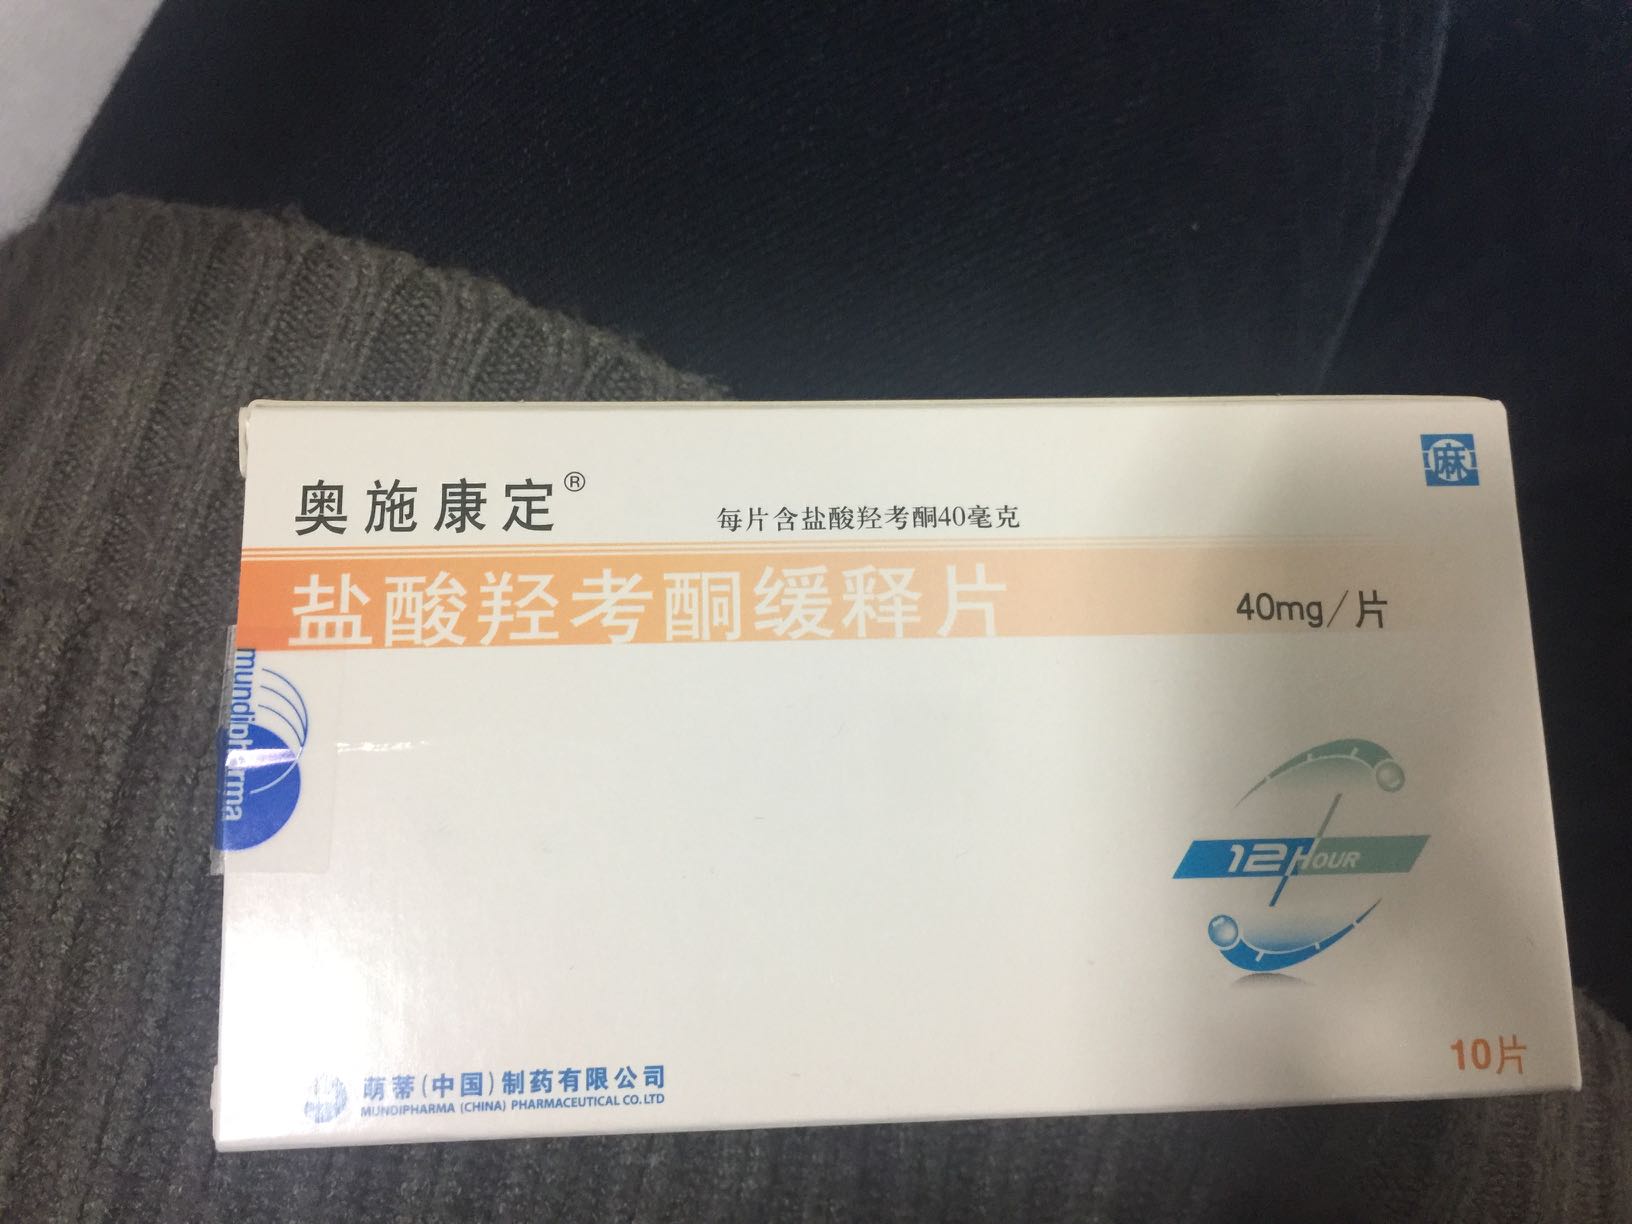 麻
奥施康定®
每片含盐酸羟考酮40毫克
盐酸羟考酮缓释片
40mg/片
mundipharma
12HOUR
10片
萌蒂(中国)制药有限公司
MUNDIPHARMA (CHINA) PHARMACEUTICAL CO.LTD